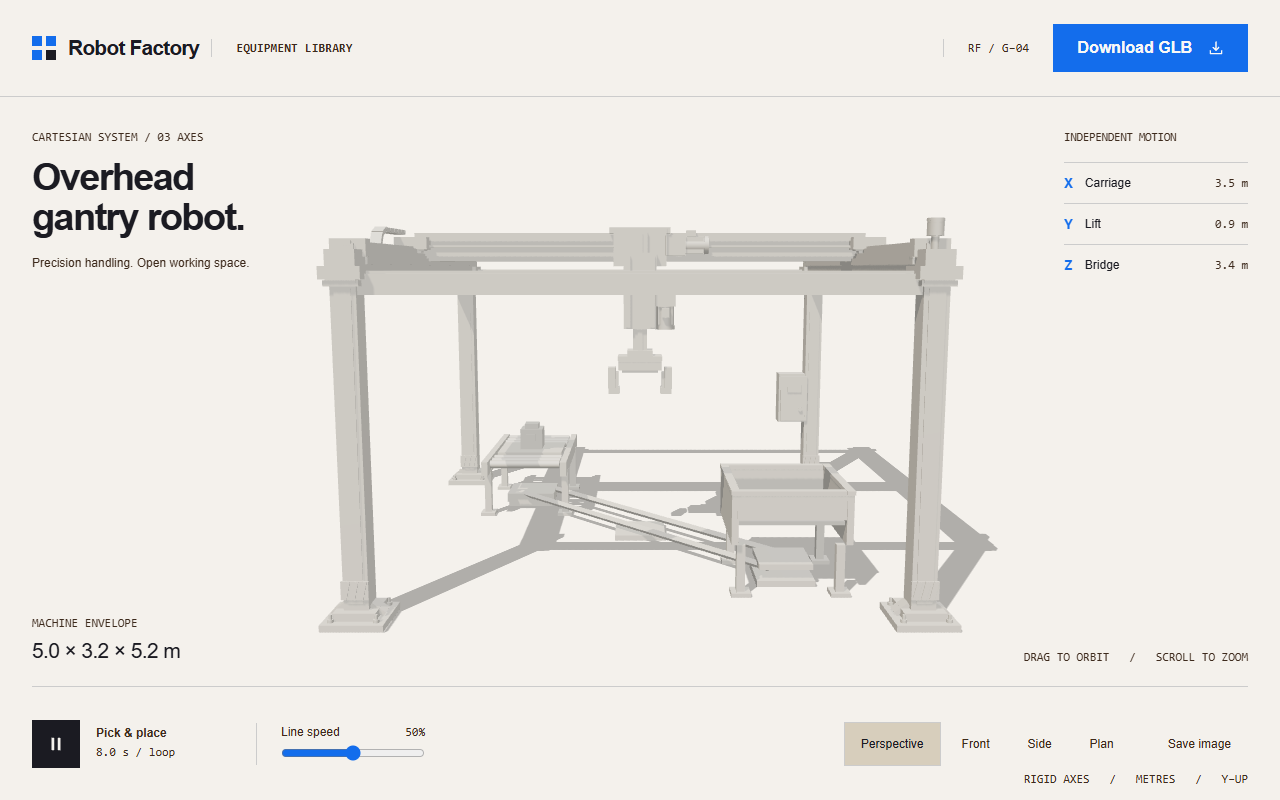 Robot Factory
EQUIPMENT LIBRARY
RF / G-04
Download GLB
CARTESIAN SYSTEM / 03 AXES
Overhead
gantry robot.
Precision handling. Open working space.
INDEPENDENT MOTION
X Carriage 3.5 m
Y Lift 0.9 m
Z Bridge 3.4 m
MACHINE ENVELOPE
5.0 × 3.2 × 5.2 m
DRAG TO ORBIT / SCROLL TO ZOOM
Pick & place
8.0 s / loop
Line speed 50%
Perspective Front Side Plan Save image
RIGID AXES / METRES / Y-UP